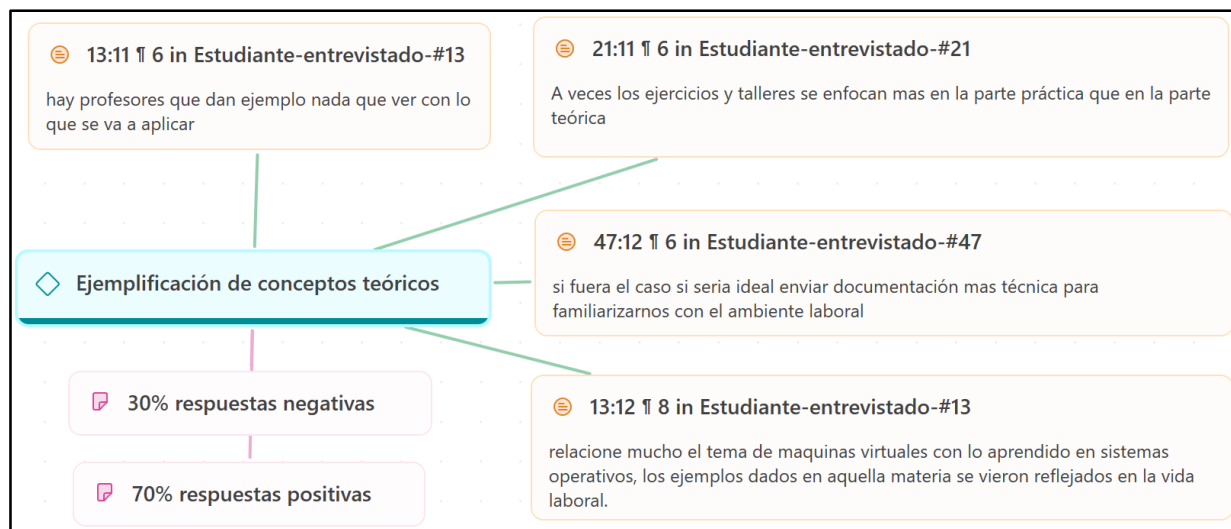 13:11 ¶ 6 in Estudiante-entrevistado-#13
hay profesores que dan ejemplo nada que ver con lo
que se va a aplicar
21:11 ¶ 6 in Estudiante-entrevistado-#21
A veces los ejercicios y talleres se enfocan mas en la parte práctica que en la parte
teórica
47:12 ¶ 6 in Estudiante-entrevistado-#47
si fuera el caso si seria ideal enviar documentación mas técnica para
familiarizarnos con el ambiente laboral
Ejemplificación de conceptos teóricos
30% respuestas negativas
70% respuestas positivas
13:12 ¶ 8 in Estudiante-entrevistado-#13
relacione mucho el tema de maquinas virtuales con lo aprendido en sistemas
operativos, los ejemplos dados en aquella materia se vieron reflejados en la vida
laboral.